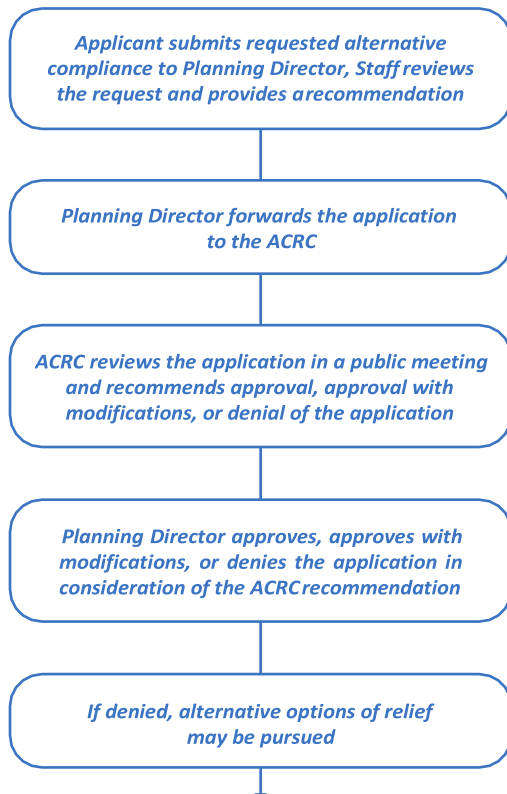 Applicant submits requested alternative
compliance to Planning Director, Staff reviews
the request and provides a recommendation
Planning Director forwards the application
to the ACRC
ACRC reviews the application in a public meeting
and recommends approval, approval with
modifications, or denial of the application
Planning Director approves, approves with
modifications, or denies the application in
consideration of the ACRC recommendation
If denied, alternative options of relief
may be pursued